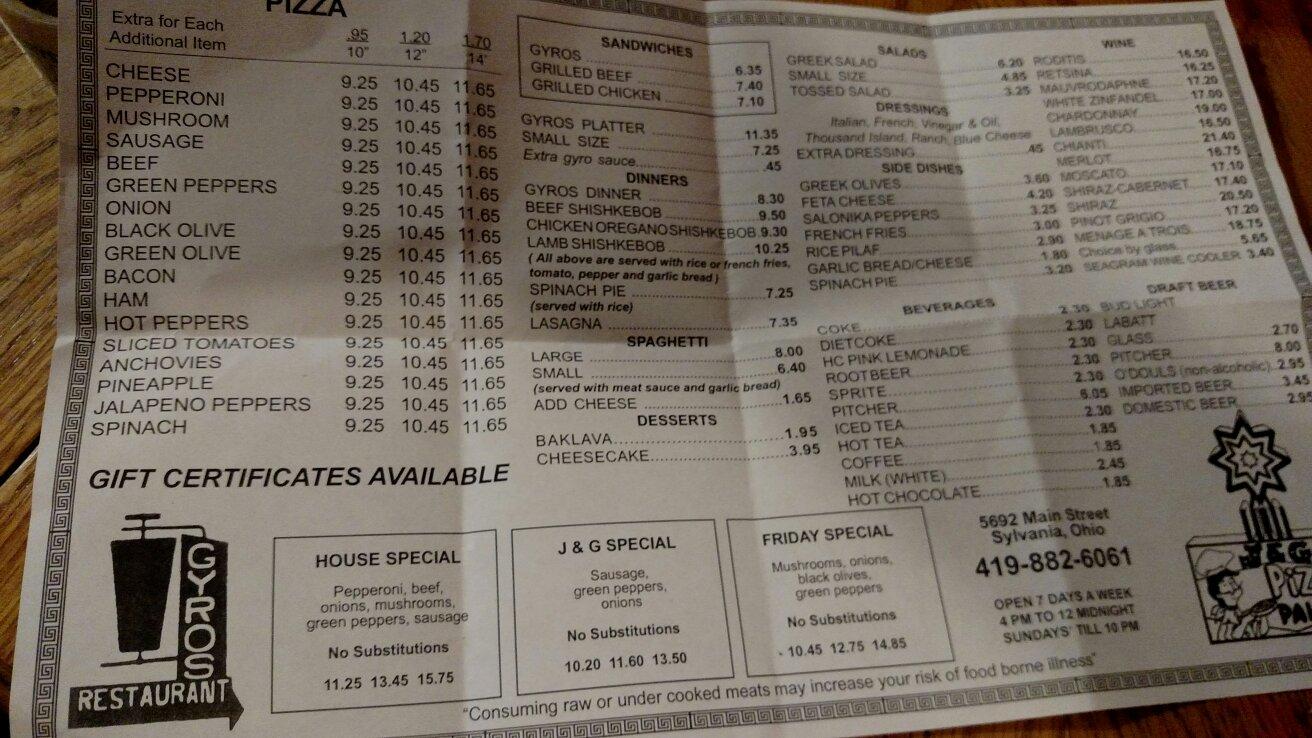 PIZZA
Extra for Each .95 1.20 1.70
Additional Item 10" 12" 14"
CHEESE 9.25 10.45 11.65
PEPPERONI 9.25 10.45 11.65
MUSHROOM 9.25 10.45 11.65
SAUSAGE 9.25 10.45 11.65
BEEF 9.25 10.45 11.65
GREEN PEPPERS 9.25 10.45 11.65
ONION 9.25 10.45 11.65
BLACK OLIVE 9.25 10.45 11.65
GREEN OLIVE 9.25 10.45 11.65
BACON 9.25 10.45 11.65
HAM 9.25 10.45 11.65
HOT PEPPERS 9.25 10.45 11.65
SLICED TOMATOES 9.25 10.45 11.65
ANCHOVIES 9.25 10.45 11.65
PINEAPPLE 9.25 10.45 11.65
JALAPENO PEPPERS 9.25 10.45 11.65
SPINACH 9.25 10.45 11.65
GIFT CERTIFICATES AVAILABLE
SANDWICHES
GYROS 6.35
GRILLED BEEF 7.40
GRILLED CHICKEN 7.10
GYROS PLATTER 11.35
SMALL SIZE 7.25
Extra gyro sauce .45
DINNERS
GYROS DINNER 8.30
BEEF SHISHKEBOB 9.50
CHICKEN OREGANO SHISHKEBOB 9.30
LAMB SHISHKEBOB 10.25
( All above are served with rice or french fries,
tomato, pepper and garlic bread )
SPINACH PIE 7.25
(served with rice)
LASAGNA 7.35
SPAGHETTI
LARGE 8.00
SMALL 6.40
(served with meat sauce and garlic bread)
ADD CHEESE 1.65
DESSERTS
BAKLAVA 1.95
CHEESECAKE 3.95
SALADS
GREEK SALAD 6.20
SMALL SIZE 4.85
TOSSED SALAD 3.25
DRESSINGS
Italian, French, Vinegar & Oil,
Thousand Island, Ranch, Blue Cheese
EXTRA DRESSING .45
SIDE DISHES
GREEK OLIVES 3.60
FETA CHEESE 4.20
SALONIKA PEPPERS 3.25
FRENCH FRIES 3.00
RICE PILAF 2.90
GARLIC BREAD/CHEESE 1.80
SPINACH PIE 3.20
BEVERAGES
COKE 2.30
DIET COKE 2.30
HC PINK LEMONADE 2.30
ROOT BEER 2.30
SPRITE 2.30
PITCHER 6.05
ICED TEA 2.30
HOT TEA 1.85
COFFEE 1.85
MILK (WHITE) 2.45
HOT CHOCOLATE 1.85
WINE
RODITIS 16.50
RETSINA 16.25
MAUVRODAPHNE 17.20
WHITE ZINFANDEL 17.00
CHARDONNAY 19.00
LAMBRUSCO 16.50
CHIANTI 21.40
MERLOT 16.75
MOSCATO 17.10
SHIRAZ-CABERNET 17.40
SHIRAZ 20.50
PINOT GRIGIO 17.20
MENAGE A TROIS 18.75
Choice by glass 5.65
SEAGRAM WINE COOLER 3.40
DRAFT BEER
BUD LIGHT
LABATT
GLASS 2.70
PITCHER 8.00
O'DOULS (non-alcoholic) 2.95
IMPORTED BEER 3.45
DOMESTIC BEER 2.95
GYROS
RESTAURANT
HOUSE SPECIAL
Pepperoni, beef,
onions, mushrooms,
green peppers, sausage
No Substitutions
11.25 13.45 15.75
J & G SPECIAL
Sausage,
green peppers,
onions
No Substitutions
10.20 11.60 13.50
FRIDAY SPECIAL
Mushrooms, onions,
black olives,
green peppers
No Substitutions
10.45 12.75 14.85
5692 Main Street
Sylvania, Ohio
419-882-6061
OPEN 7 DAYS A WEEK
4 PM TO 12 MIDNIGHT
SUNDAYS' TILL 10 PM
J & G
"Consuming raw or under cooked meats may increase your risk of food borne illness"